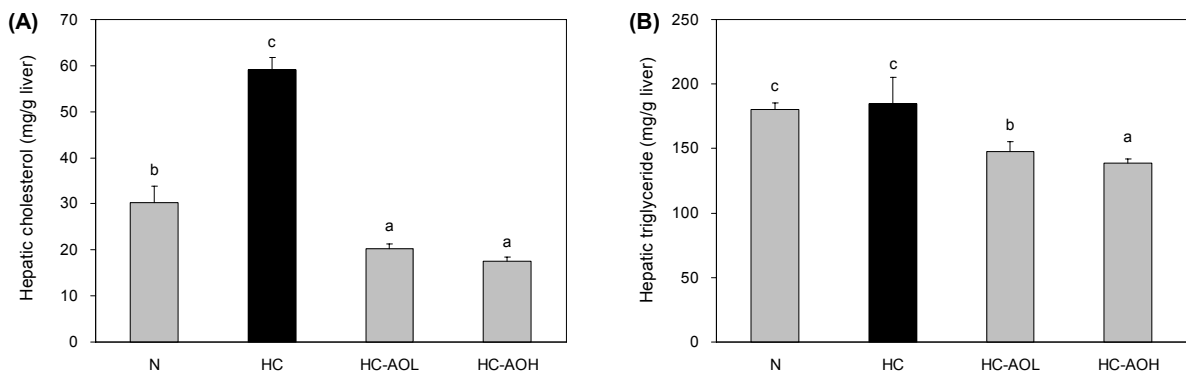 (A)
Hepatic cholesterol (mg/g liver)
70
60
50
40
30
20
10
0
b
c
a
a
N HC HC-AOL HC-AOH
(B)
Hepatic triglyceride (mg/g liver)
250
200
150
100
50
0
c
c
b
a
N HC HC-AOL HC-AOH